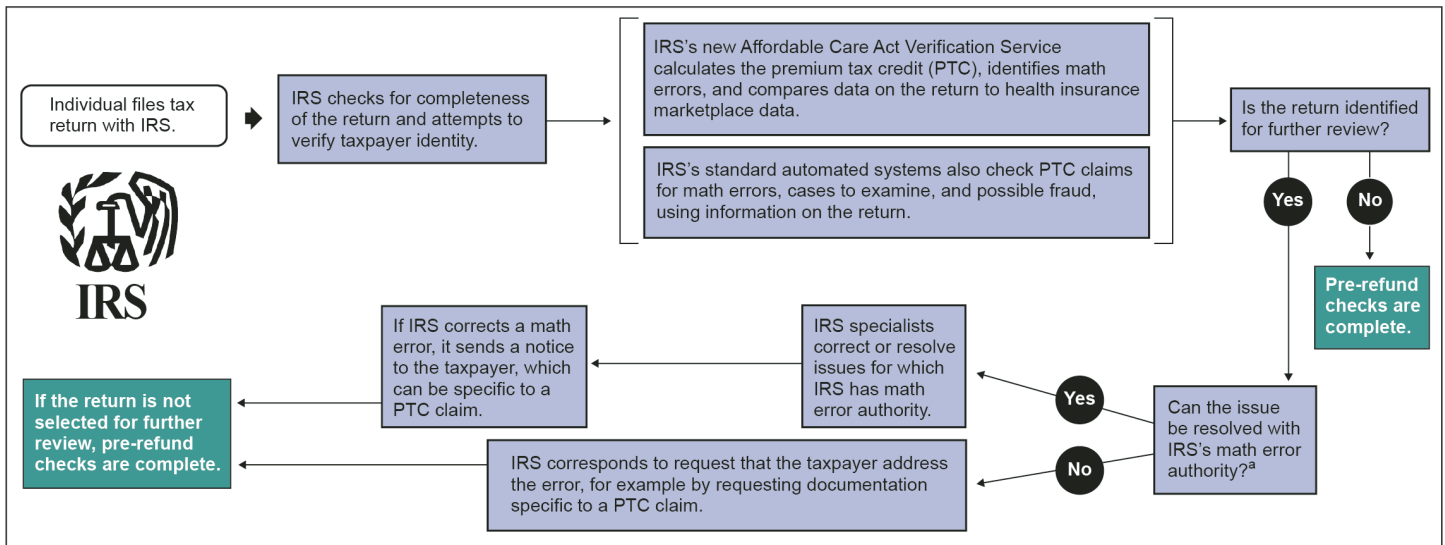 Individual files tax
return with IRS.
IRS
IRS checks for completeness
of the return and attempts to
verify taxpayer identity.
IRS's new Affordable Care Act Verification Service
calculates the premium tax credit (PTC), identifies math
errors, and compares data on the return to health insurance
marketplace data.
IRS's standard automated systems also check PTC claims
for math errors, cases to examine, and possible fraud,
using information on the return.
Is the return identified
for further review?
Yes
No
Pre-refund
checks are
complete.
Can the issue
be resolved with
IRS's math error
authority?ª
Yes
No
IRS specialists
correct or resolve
issues for which
IRS has math
error authority.
If IRS corrects a math
error, it sends a notice
to the taxpayer, which
can be specific to a
PTC claim.
IRS corresponds to request that the taxpayer address
the error, for example by requesting documentation
specific to a PTC claim.
If the return is not
selected for further
review, pre-refund
checks are complete.